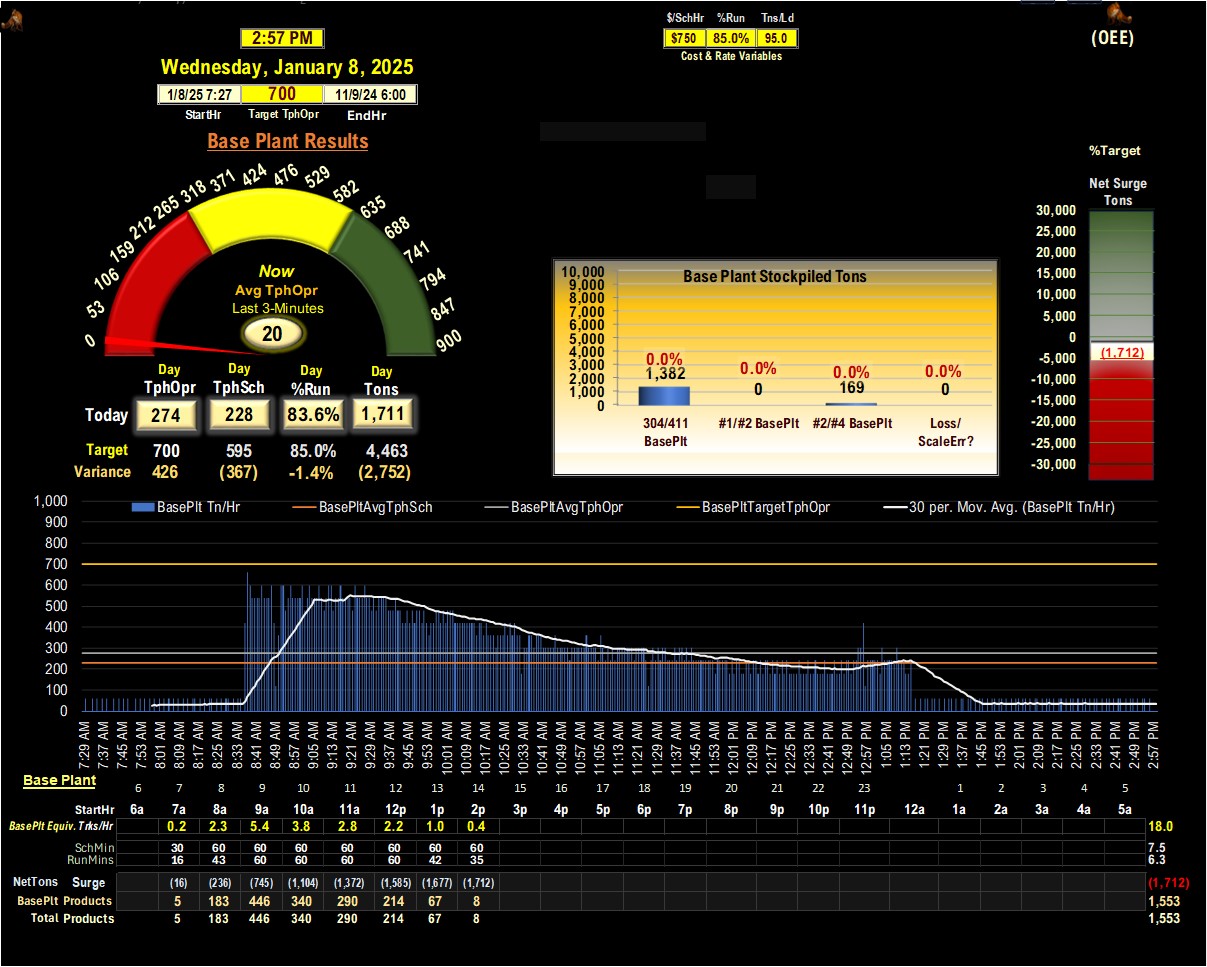 $/SchHr %Run Tns/Ld
2:57 PM
$750 85.0% 95.0
(OEE)
Cost & Rate Variables
Wednesday, January 8, 2025
1/8/25 7:27 700 11/9/24 6:00
StartHr Target TphOpr EndHr
Base Plant Results
%Target
Net Surge
Tons
0 53 106 159 212 265 318 371 424 476 529 582 635 688 741 794 847 900
Now
Avg TphOpr
Last 3-Minutes
20
30,000
25,000
20,000
15,000
10,000
5,000
0
-5,000
-10,000
-15,000
-20,000
-25,000
-30,000
(1,712)
Base Plant Stockpiled Tons
10,000
9,000
8,000
7,000
6,000
5,000
4,000
3,000
2,000
1,000
0
0.0% 0.0% 0.0% 0.0%
1,382 0 169 0
304/411 #1/#2 BasePlt #2/#4 BasePlt Loss/
BasePlt ScaleErr?
Day Day Day Day
TphOpr TphSch %Run Tons
Today 274 228 83.6% 1,711
Target 700 595 85.0% 4,463
Variance 426 (367) -1.4% (2,752)
BasePlt Tn/Hr BasePltAvgTphSch BasePltAvgTphOpr BasePltTargetTphOpr 30 per. Mov. Avg. (BasePlt Tn/Hr)
1,000
900
800
700
600
500
400
300
200
100
0
7:29 AM 7:37 AM 7:45 AM 7:53 AM 8:01 AM 8:09 AM 8:17 AM 8:25 AM 8:33 AM 8:41 AM 8:49 AM 8:57 AM 9:05 AM 9:13 AM 9:21 AM 9:29 AM 9:37 AM 9:45 AM 9:53 AM 10:01 AM 10:09 AM 10:17 AM 10:25 AM 10:33 AM 10:41 AM 10:49 AM 10:57 AM 11:05 AM 11:13 AM 11:21 AM 11:29 AM 11:37 AM 11:45 AM 11:53 AM 12:01 PM 12:09 PM 12:17 PM 12:25 PM 12:33 PM 12:41 PM 12:49 PM 12:57 PM 1:05 PM 1:13 PM 1:21 PM 1:29 PM 1:37 PM 1:45 PM 1:53 PM 2:01 PM 2:09 PM 2:17 PM 2:25 PM 2:33 PM 2:41 PM 2:49 PM 2:57 PM
Base Plant
6 7 8 9 10 11 12 13 14 15 16 17 18 19 20 21 22 23 1 2 3 4 5
StartHr 6a 7a 8a 9a 10a 11a 12p 1p 2p 3p 4p 5p 6p 7p 8p 9p 10p 11p 12a 1a 2a 3a 4a 5a
BasePlt Equiv. Trks/Hr 0.2 2.3 5.4 3.8 2.8 2.2 1.0 0.4 18.0
SchMin 30 60 60 60 60 60 60 60 7.5
RunMins 16 43 60 60 60 60 42 35 6.3
NetTons Surge (16) (236) (745) (1,104) (1,372) (1,585) (1,677) (1,712) (1,712)
BasePlt Products 5 183 446 340 290 214 67 8 1,553
Total Products 5 183 446 340 290 214 67 8 1,553